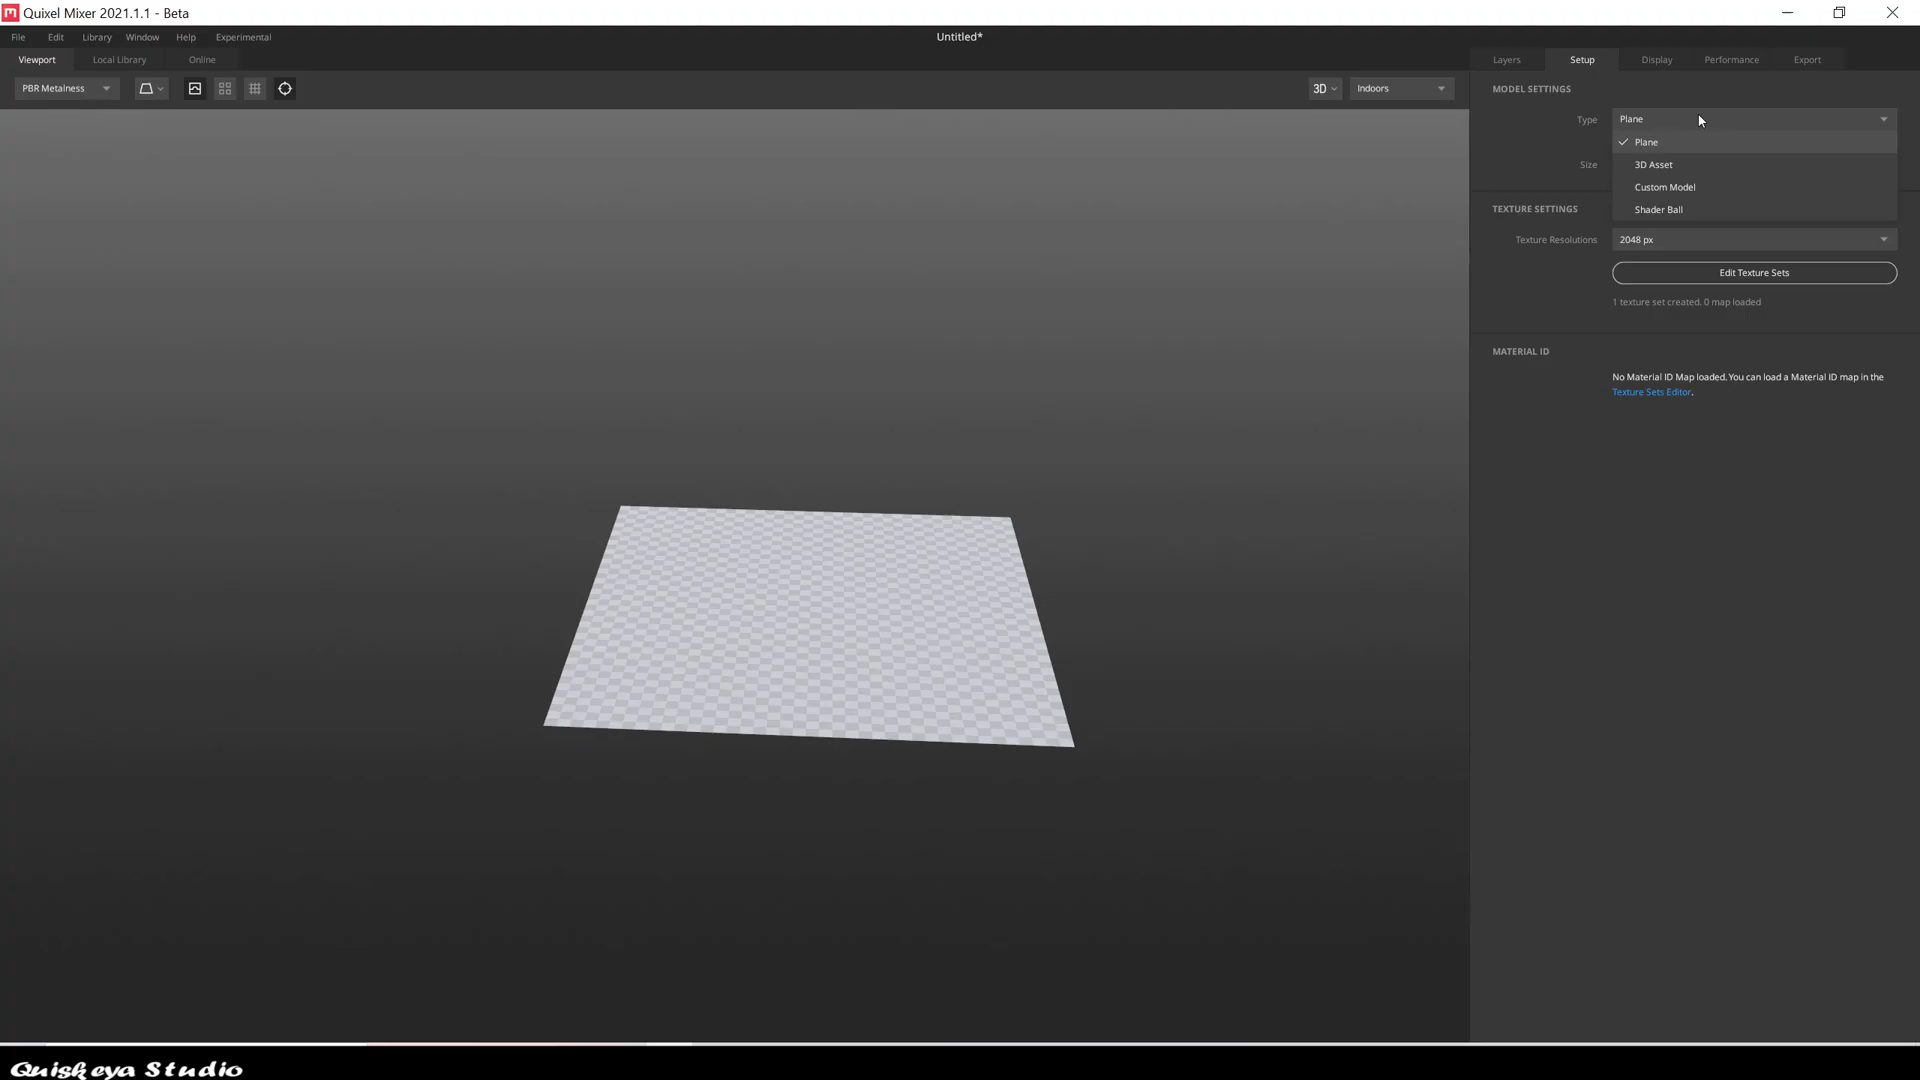 Quixel Mixer 2021.1.1 - Beta
File Edit Library Window Help Experimental Untitled*
Viewport Local Library Online Layers Setup Display Performance Export
PBR Metalness 3D Indoors MODEL SETTINGS
Type Plane
Plane
Size 3D Asset
Custom Model
TEXTURE SETTINGS Shader Ball
Texture Resolutions 2048 px
Edit Texture Sets
1 texture set created. 0 map loaded
MATERIAL ID
No Material ID Map loaded. You can load a Material ID map in the
Texture Sets Editor.
Quiskeya Studio